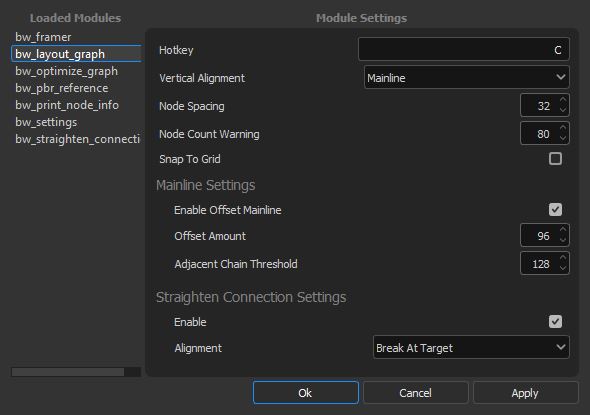 Loaded Modules
bw_framer
bw_layout_graph
bw_optimize_graph
bw_pbr_reference
bw_print_node_info
bw_settings
bw_straighten_connecti
Module Settings
Hotkey C
Vertical Alignment Mainline
Node Spacing 32
Node Count Warning 80
Snap To Grid
Mainline Settings
Enable Offset Mainline
Offset Amount 96
Adjacent Chain Threshold 128
Straighten Connection Settings
Enable
Alignment Break At Target
Ok Cancel Apply